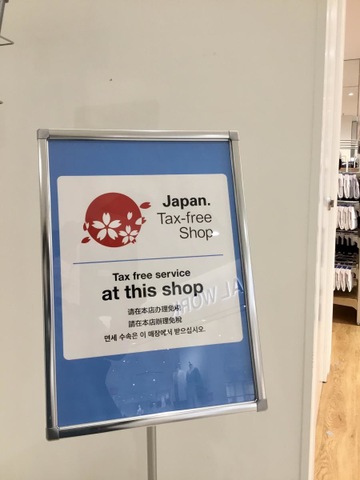 Japan.
Tax-free
Shop
Tax free service
at this shop
请在本店办理免税
請在本店辦理免稅
면세 수속은 이 매장에서 받으십시오.